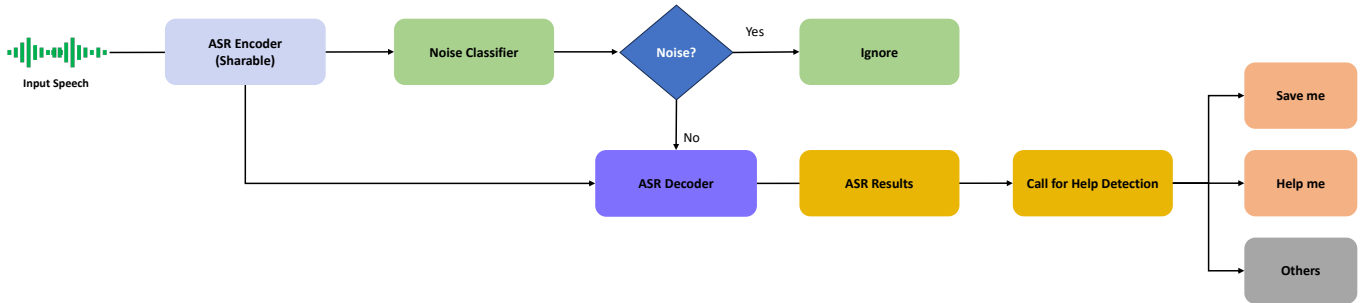 Input Speech
ASR Encoder
(Sharable)
Noise Classifier
Noise?
Yes
Ignore
No
ASR Decoder
ASR Results
Call for Help Detection
Save me
Help me
Others